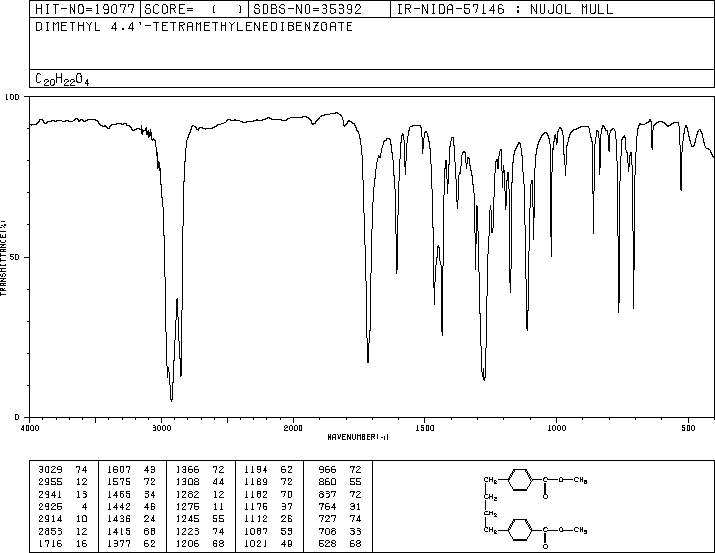 HIT-NO=19077 SCORE= ( ) SDBS-NO=35392 IR-NIDA-57146 : NUJOL MULL
DIMETHYL 4,4'-TETRAMETHYLENEDIBENZOATE
C20H22O4
100
50
0
TRANSMITTANCE(%)
4000 3000 2000 1500 1000 500
WAVENUMBER(-1)
3029 74 1607 43 1366 72 1194 62 966 72
2955 12 1575 72 1308 44 1189 72 860 55
2941 13 1465 34 1282 12 1182 70 837 72
2925 4 1442 46 1275 11 1176 37 764 31
2914 10 1436 24 1245 55 1112 26 727 74
2853 12 1415 68 1223 74 1087 53 708 33
1716 16 1377 62 1206 68 1021 49 528 68
CH2 C O CH3
O
CH2
CH2
CH2 C O CH3
O